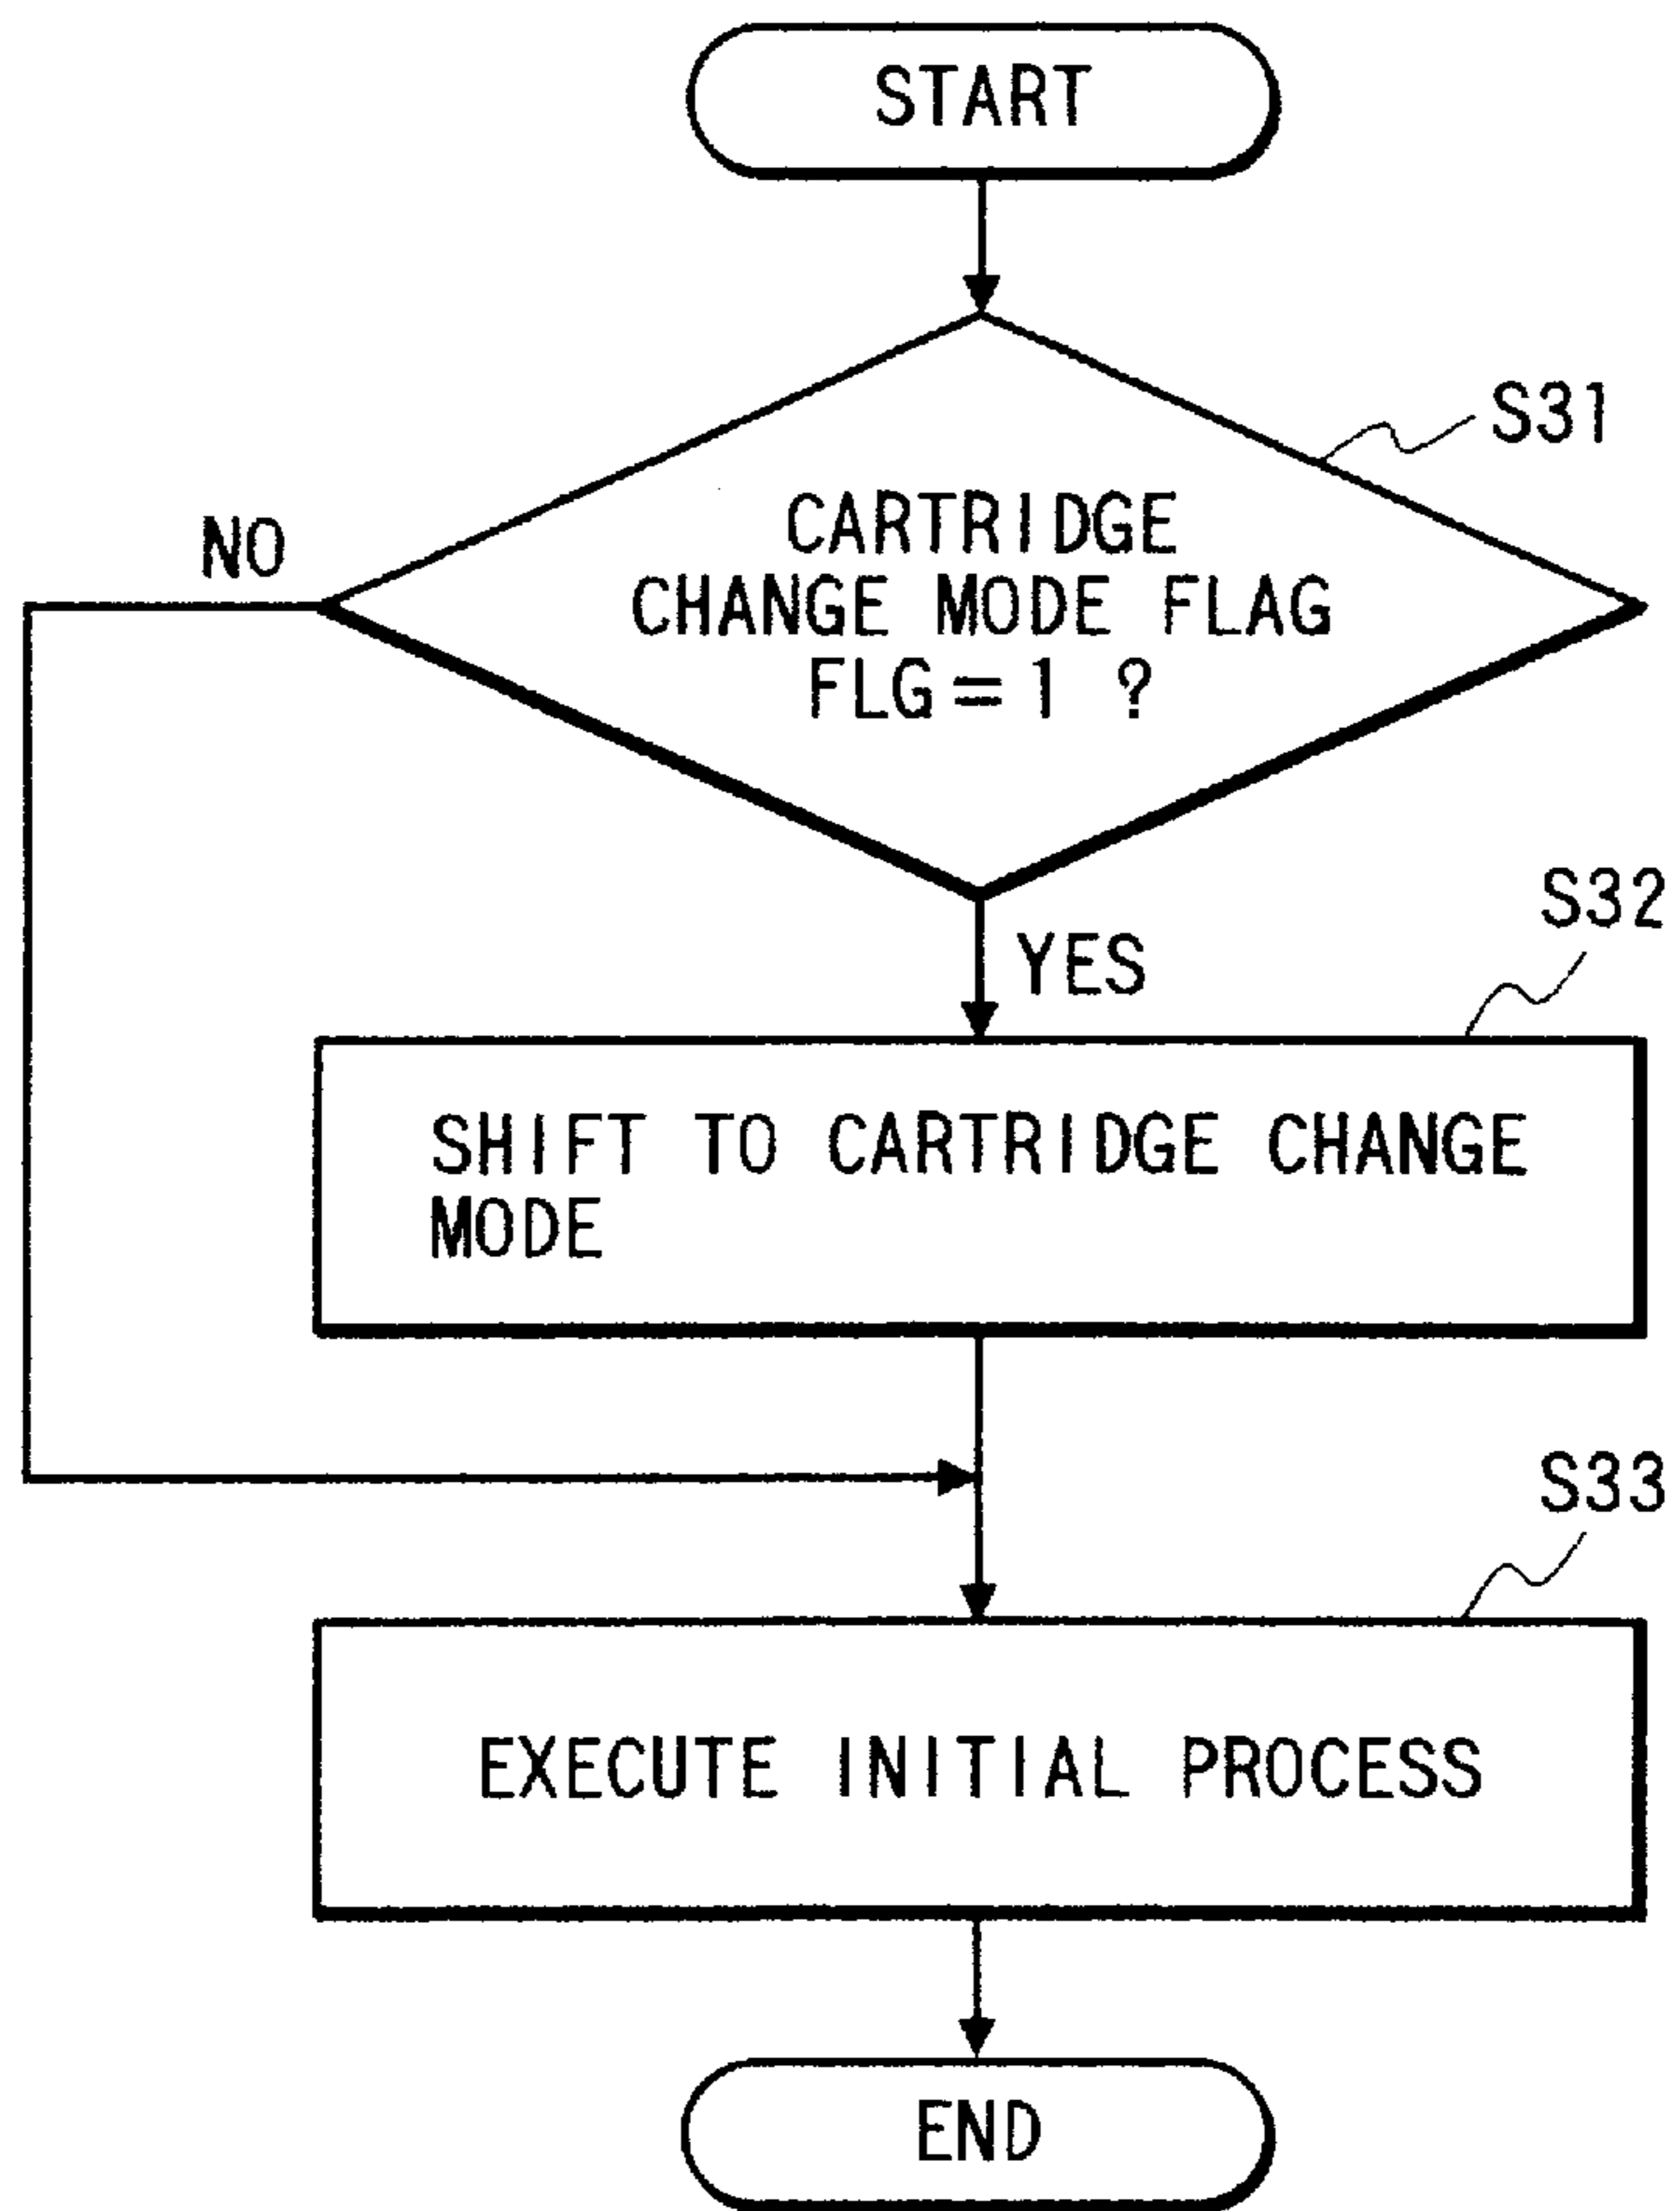 START
S31
CARTRIDGE
CHANGE MODE FLAG
FLG=1 ?
NO
YES
S32
SHIFT TO CARTRIDGE CHANGE
MODE
S33
EXECUTE INITIAL PROCESS
END